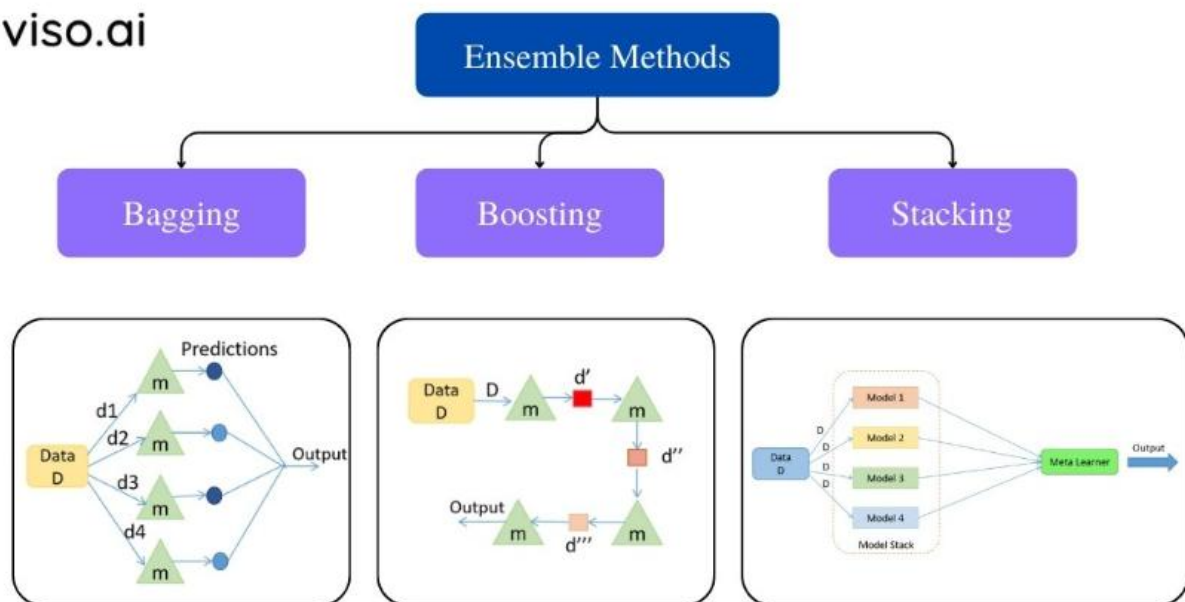 viso.ai
Ensemble Methods
Bagging
Boosting
Stacking
Predictions
m
d1
m
d2
Data
D
Output
d3
m
d4
m
Data
D
D
m
d'
m
d''
Output
m
d'''
m
Model 1
D
Model 2
D
Data
D
D
D
Model 3
Model 4
Model Stack
Meta Learner
Output